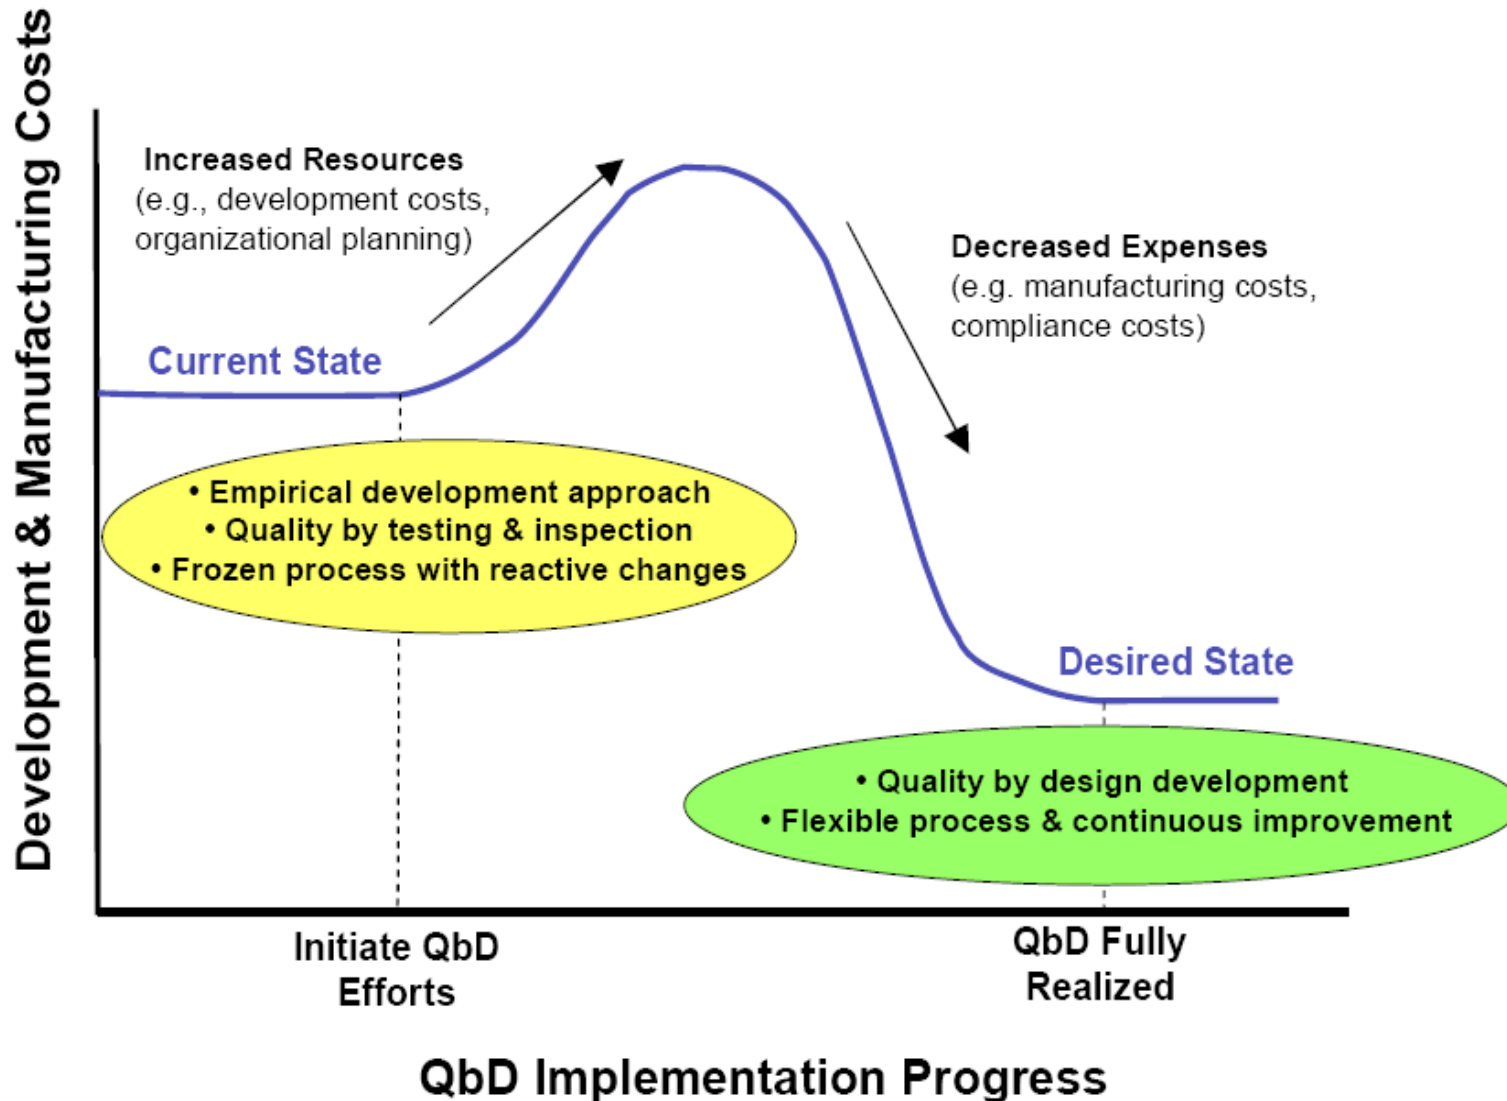 Development & Manufacturing Costs
Increased Resources
(e.g., development costs,
organizational planning)
Decreased Expenses
(e.g. manufacturing costs,
compliance costs)
Current State
• Empirical development approach
• Quality by testing & inspection
• Frozen process with reactive changes
Desired State
• Quality by design development
• Flexible process & continuous improvement
Initiate QbD
Efforts
QbD Fully
Realized
QbD Implementation Progress